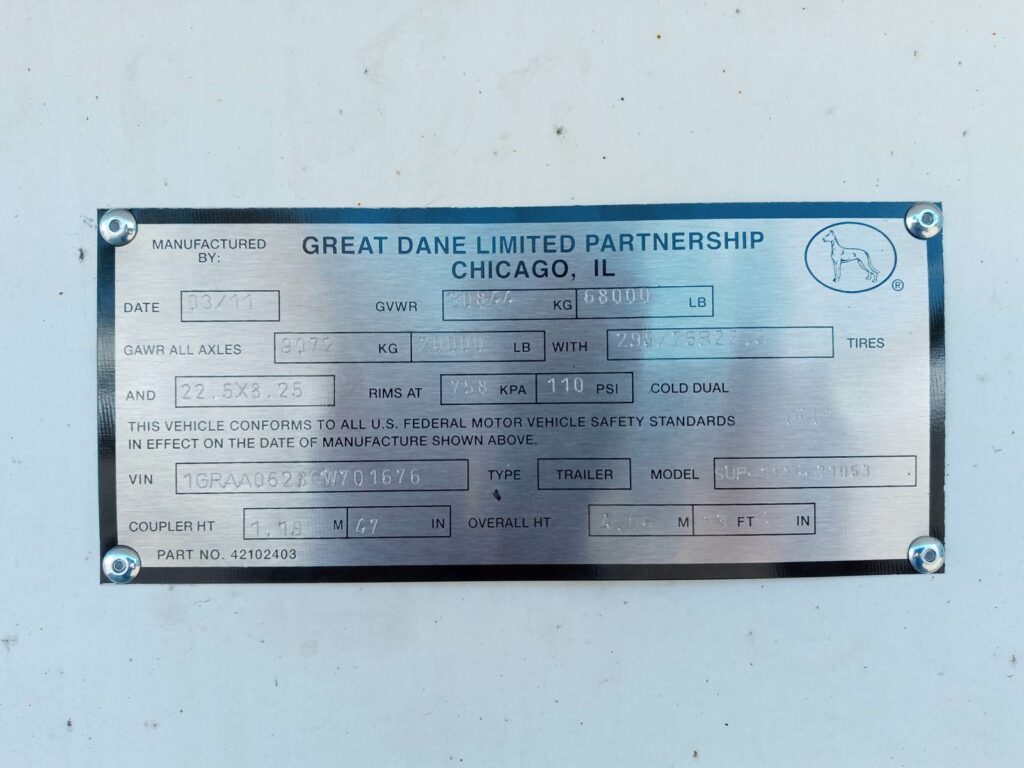 MANUFACTURED BY:
GREAT DANE LIMITED PARTNERSHIP
CHICAGO, IL
®
DATE 03/11 GVWR 30844 KG 68000 LB
GAWR ALL AXLES 9072 KG 20000 LB WITH TIRES
AND 22.5X8.25 RIMS AT 758 KPA 110 PSI COLD DUAL
THIS VEHICLE CONFORMS TO ALL U.S. FEDERAL MOTOR VEHICLE SAFETY STANDARDS
IN EFFECT ON THE DATE OF MANUFACTURE SHOWN ABOVE.
VIN TYPE TRAILER MODEL
COUPLER HT M 47 IN OVERALL HT M FT IN
PART NO. 42102403